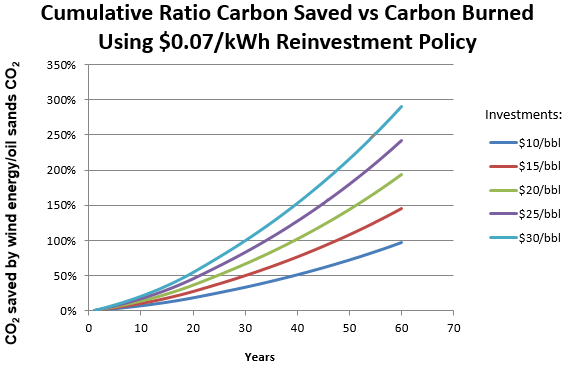 Cumulative Ratio Carbon Saved vs Carbon Burned
Using $0.07/kWh Reinvestment Policy
CO2 saved by wind energy/oil sands CO2
350%
300%
250%
200%
150%
100%
50%
0%
0 10 20 30 40 50 60 70
Years
Investments:
$10/bbl
$15/bbl
$20/bbl
$25/bbl
$30/bbl